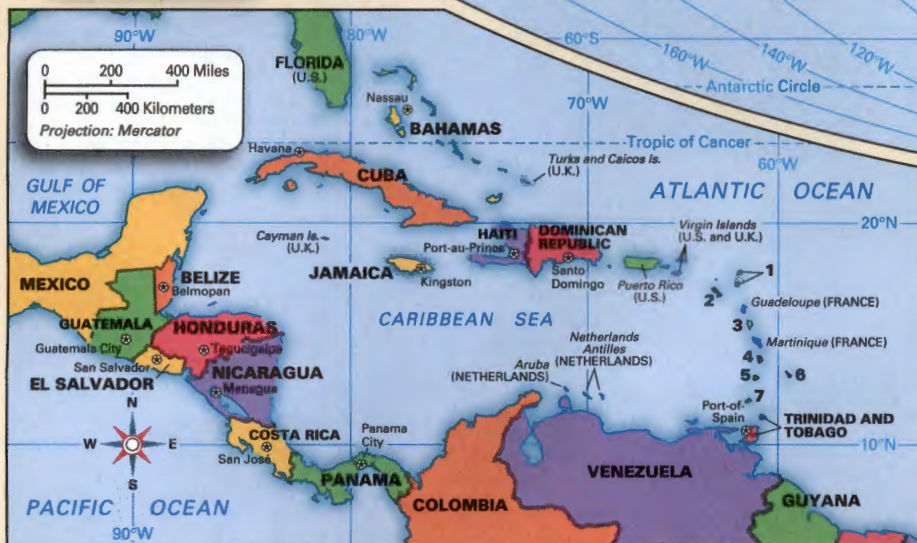 90°W
80°W
60°S
160°W
140°W
120°W
Antarctic Circle
0 200 400 Miles
0 200 400 Kilometers
Projection: Mercator
FLORIDA
(U.S.)
Nassau
BAHAMAS
70°W
Tropic of Cancer
60°W
Havana
CUBA
Turks and Caicos Is.
(U.K.)
GULF OF
MEXICO
ATLANTIC OCEAN
20°N
Cayman Is.
(U.K.)
HAITI
Port-au-Prince
DOMINICAN
REPUBLIC
Santo
Domingo
Virgin Islands
(U.S. and U.K.)
JAMAICA
Kingston
Puerto Rico
(U.S.)
MEXICO
BELIZE
Belmopan
1
2
Guadeloupe (FRANCE)
GUATEMALA
Guatemala City
HONDURAS
Tegucigalpa
CARIBBEAN SEA
3
Martinique (FRANCE)
San Salvador
EL SALVADOR
NICARAGUA
Managua
Netherlands
Antilles
(NETHERLANDS)
Aruba
(NETHERLANDS)
4
5
6
7
Port-of-
Spain
TRINIDAD AND
TOBAGO
N
W E
S
COSTA RICA
San José
Panama
City
PANAMA
10°N
VENEZUELA
COLOMBIA
GUYANA
PACIFIC OCEAN
90°W